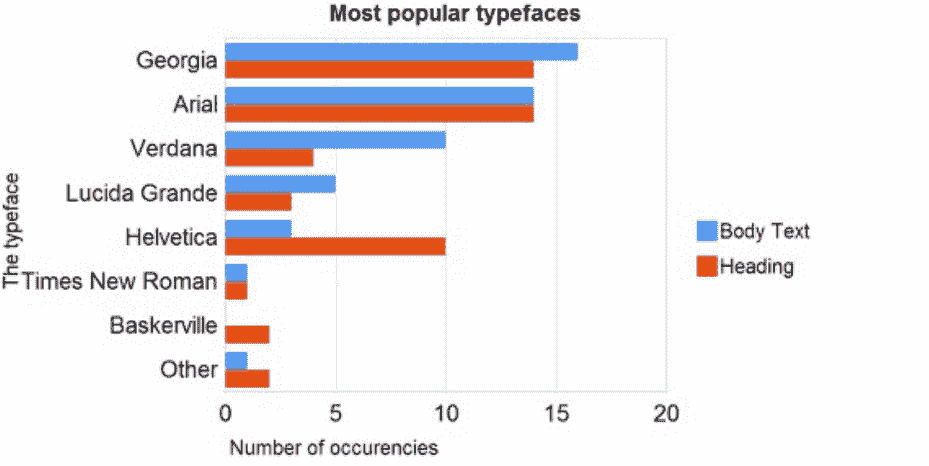 Most popular typefaces
Georgia
Arial
Verdana
Lucida Grande
Helvetica
Times New Roman
Baskerville
Other
The typeface
0 5 10 15 20
Number of occurencies
Body Text
Heading